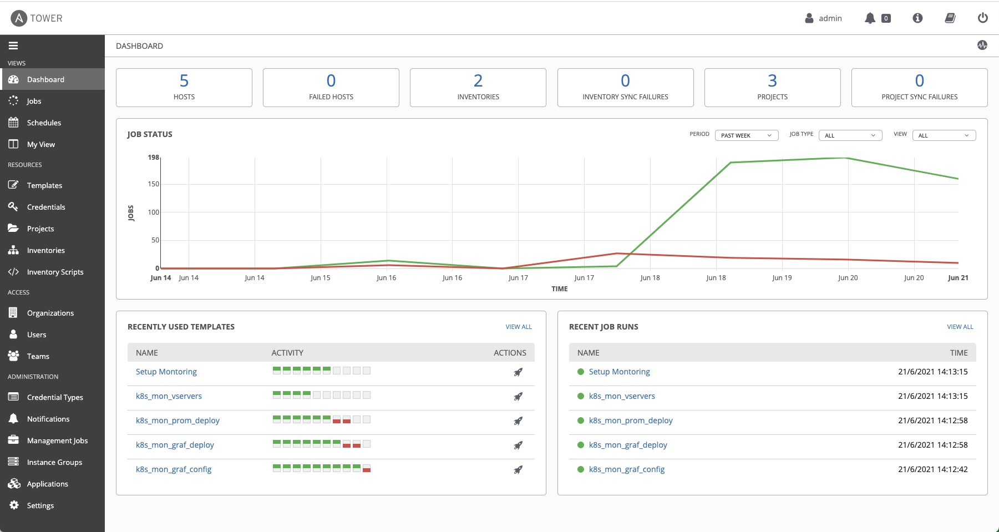 TOWER
admin
0
VIEWS
Dashboard
Jobs
Schedules
My View
RESOURCES
Templates
Credentials
Projects
Inventories
Inventory Scripts
ACCESS
Organizations
Users
Teams
ADMINISTRATION
Credential Types
Notifications
Management Jobs
Instance Groups
Applications
Settings
DASHBOARD
5
HOSTS
0
FAILED HOSTS
2
INVENTORIES
0
INVENTORY SYNC FAILURES
3
PROJECTS
0
PROJECT SYNC FAILURES
JOB STATUS
PERIOD PAST WEEK JOB TYPE ALL VIEW ALL
198
150
100
50
0
JOBS
Jun 14 Jun 14 Jun 14 Jun 15 Jun 16 Jun 16 Jun 17 Jun 17 Jun 18 Jun 18 Jun 19 Jun 20 Jun 20 Jun 21
TIME
RECENTLY USED TEMPLATES VIEW ALL
NAME ACTIVITY ACTIONS
Setup Montoring
k8s_mon_vservers
k8s_mon_prom_deploy
k8s_mon_graf_deploy
k8s_mon_graf_config
RECENT JOB RUNS VIEW ALL
NAME TIME
Setup Montoring 21/6/2021 14:13:15
k8s_mon_vservers 21/6/2021 14:13:15
k8s_mon_prom_deploy 21/6/2021 14:12:58
k8s_mon_graf_deploy 21/6/2021 14:12:58
k8s_mon_graf_config 21/6/2021 14:12:42